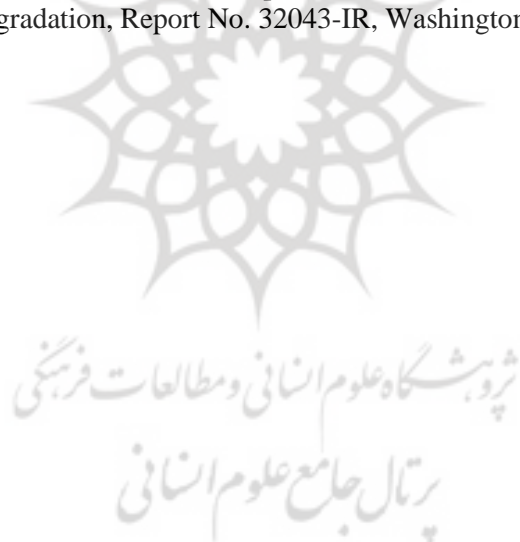 gradation, Report No. 32043-IR, Washington
پژوهشگاه علوم انسانی و مطالعات فرهنگی
پرتال جامع علوم انسانی